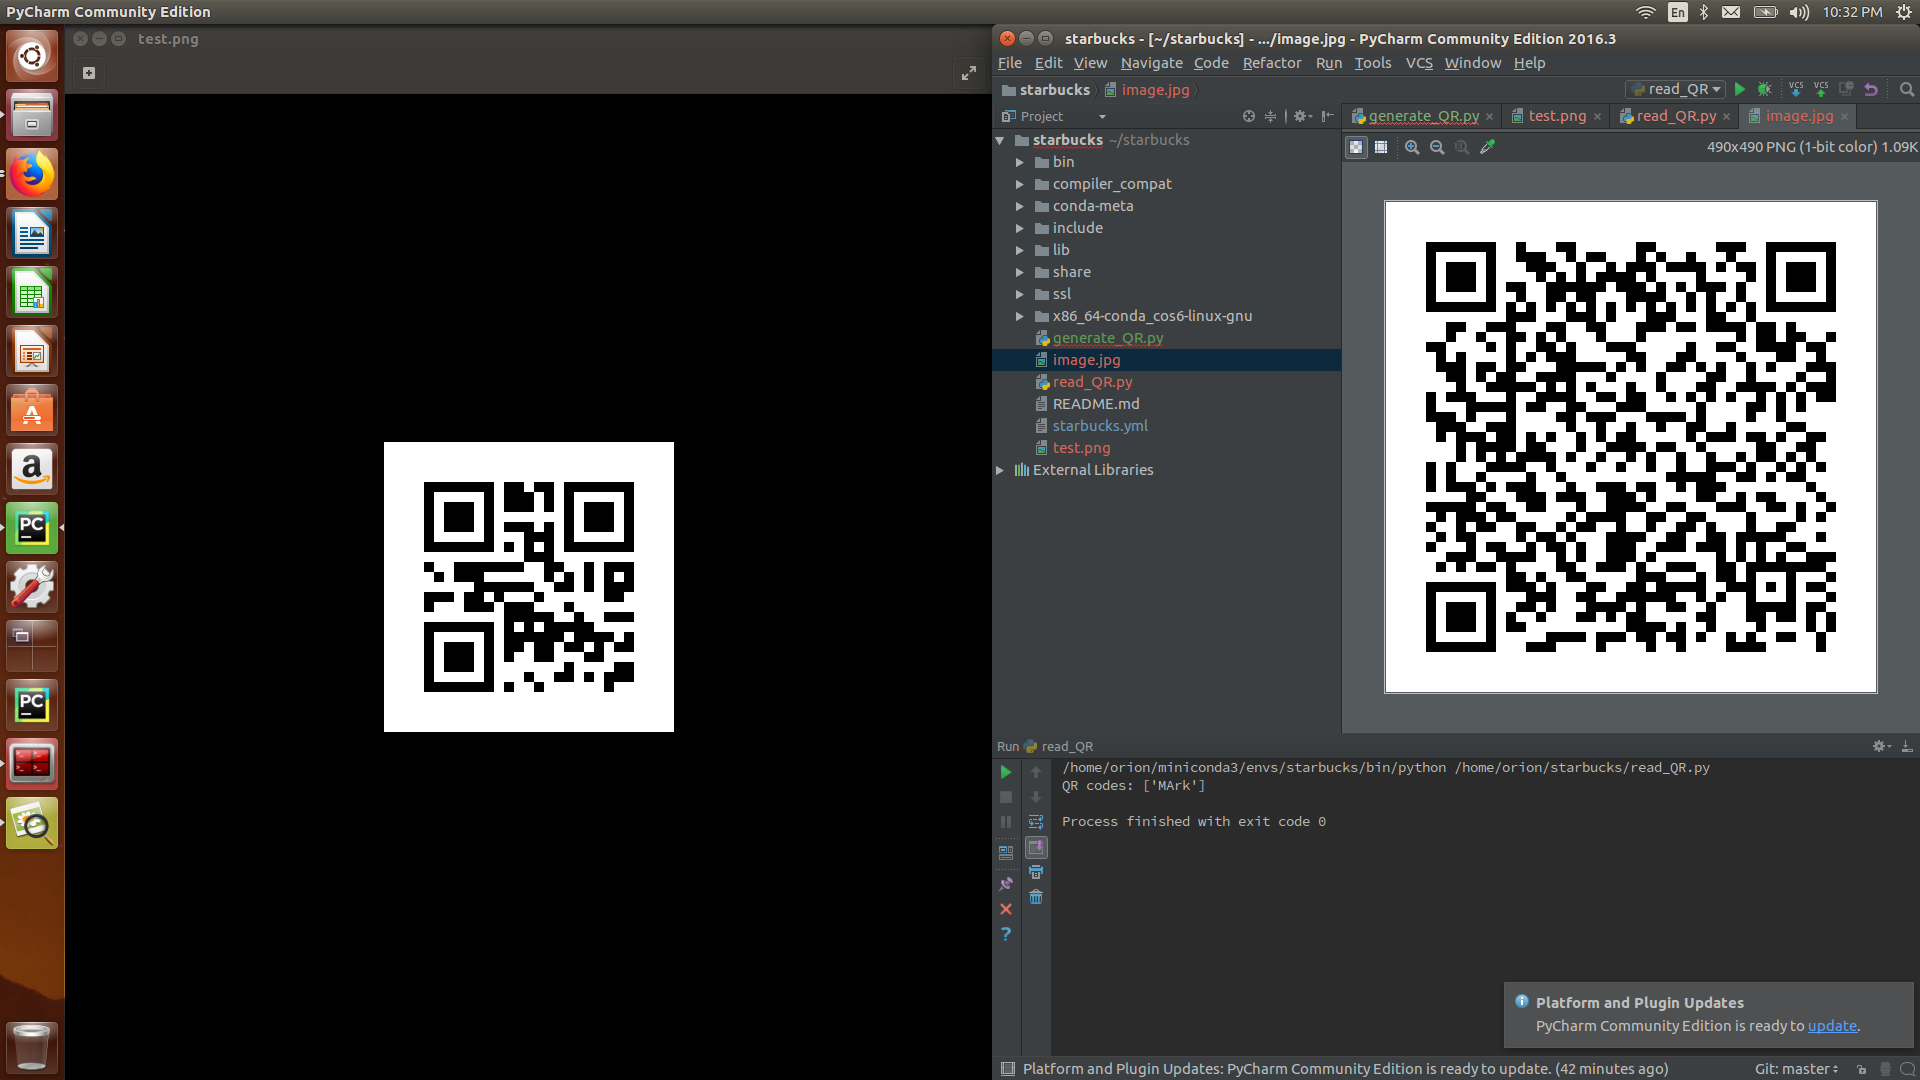 PyCharm Community Edition
En
10:32 PM
test.png
starbucks - [~/starbucks] - .../image.jpg - PyCharm Community Edition 2016.3
File Edit View Navigate Code Refactor Run Tools VCS Window Help
starbucks image.jpg
read_QR
VCS VCS
Project
generate_QR.py test.png read_QR.py image.jpg
490x490 PNG (1-bit color) 1.09K
starbucks ~/starbucks
bin
compiler_compat
conda-meta
include
lib
share
ssl
x86_64-conda_cos6-linux-gnu
generate_QR.py
image.jpg
read_QR.py
README.md
starbucks.yml
test.png
External Libraries
a
PC
PC
Run read_QR
/home/orion/miniconda3/envs/starbucks/bin/python /home/orion/starbucks/read_QR.py
QR codes: ['MArk']
Process finished with exit code 0
Platform and Plugin Updates
PyCharm Community Edition is ready to update.
Platform and Plugin Updates: PyCharm Community Edition is ready to update. (42 minutes ago)
Git: master